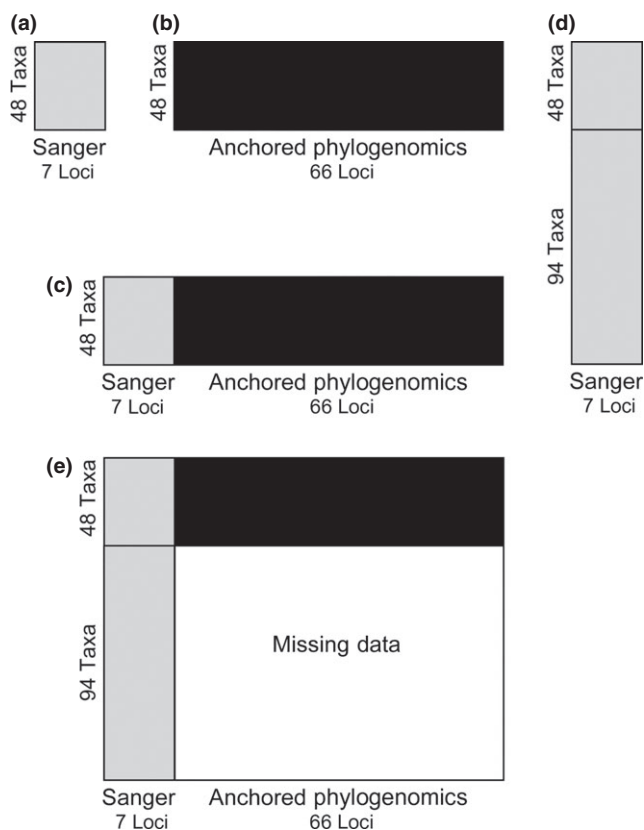 (a)
48 Taxa
Sanger
7 Loci
(b)
48 Taxa
Anchored phylogenomics
66 Loci
(d)
48 Taxa
94 Taxa
Sanger
7 Loci
(c)
48 Taxa
Sanger
7 Loci
Anchored phylogenomics
66 Loci
(e)
48 Taxa
94 Taxa
Missing data
Sanger
7 Loci
Anchored phylogenomics
66 Loci